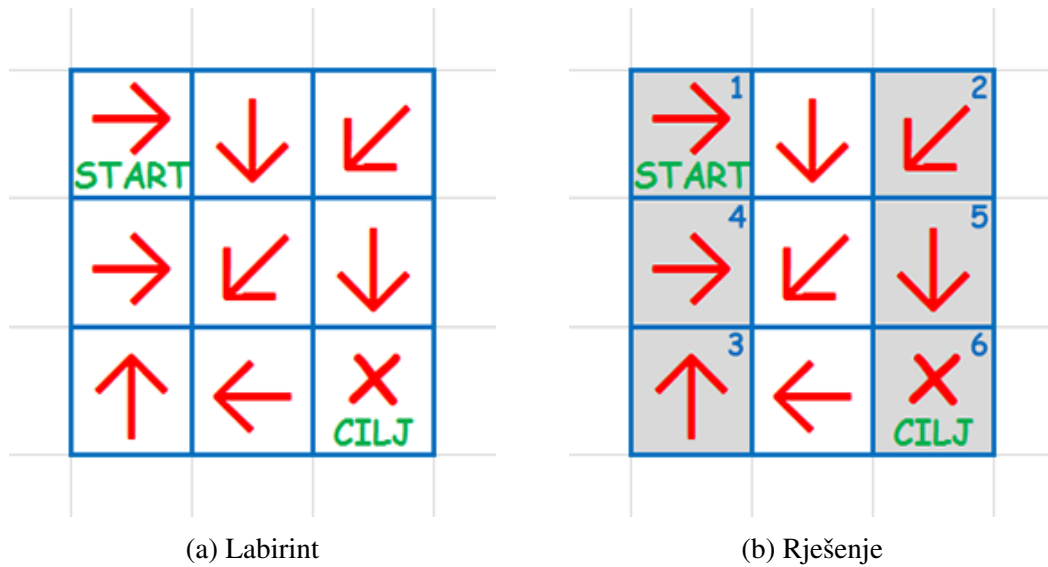 START
CILJ
(a) Labirint
1 2
START
4 5
3 6
CILJ
(b) Rješenje